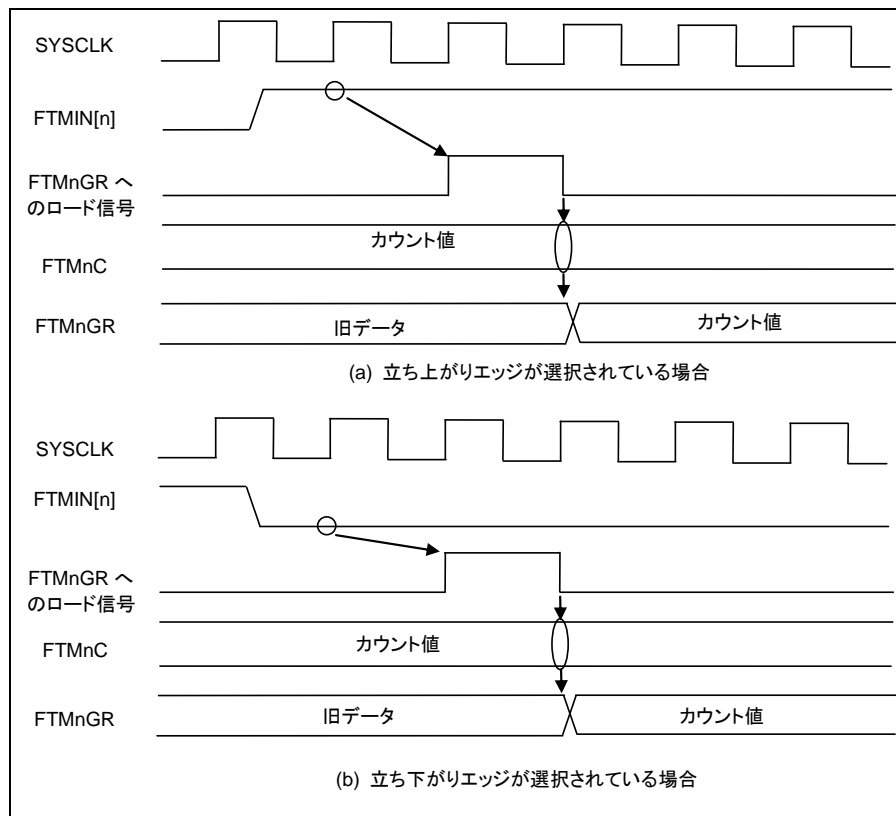 SYSCLK
FTMIN[n]
FTMnGR へ
のロード信号
カウント値
FTMnC
FTMnGR
旧データ
カウント値
(a) 立ち上がりエッジが選択されている場合
SYSCLK
FTMIN[n]
FTMnGR へ
のロード信号
カウント値
FTMnC
FTMnGR
旧データ
カウント値
(b) 立ち下がりエッジが選択されている場合